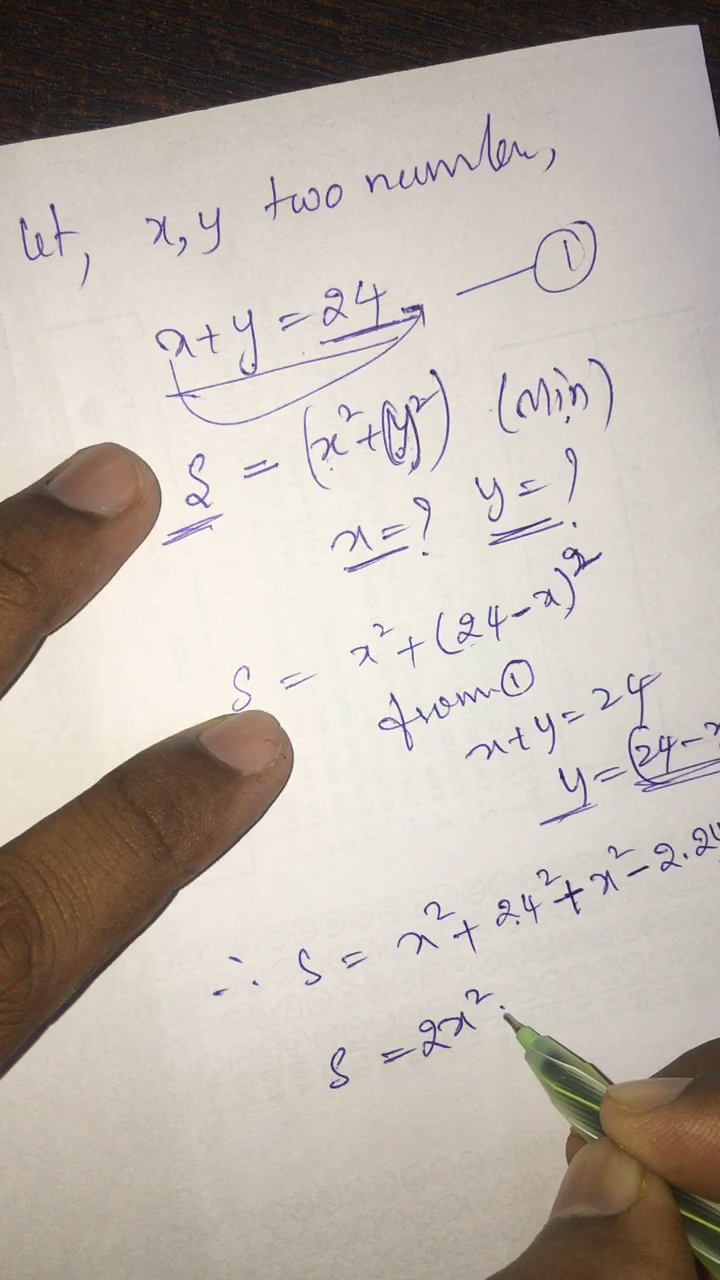 Let, x, y two number,
x+y = 24 — ①
S = (x²+y²) (Min)
x=? y=?
S = x²+(24-x)²
from ①
x+y=24
y=(24-x
∴ S = x²+24²+x²-2.24
S = 2x²